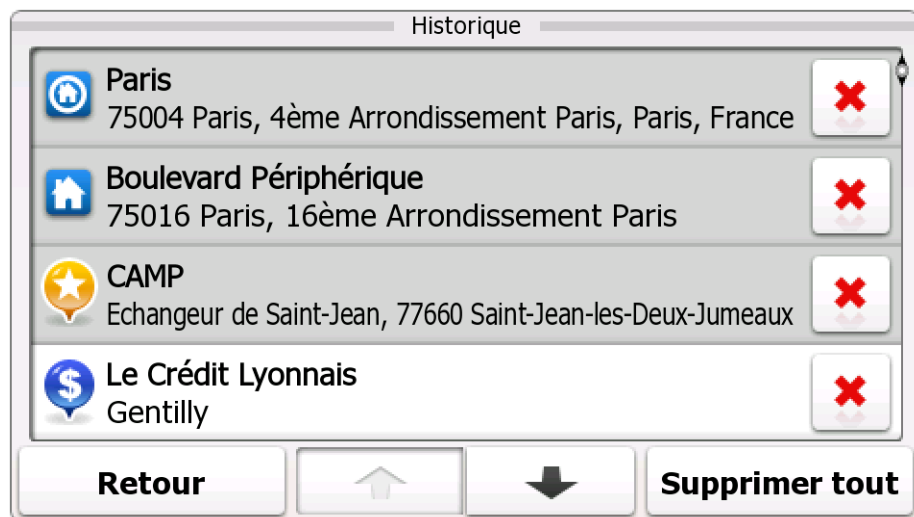 Historique
Paris
75004 Paris, 4ème Arrondissement Paris, Paris, France
Boulevard Périphérique
75016 Paris, 16ème Arrondissement Paris
CAMP
Echangeur de Saint-Jean, 77660 Saint-Jean-les-Deux-Jumeaux
Le Crédit Lyonnais
Gentilly
Retour
Supprimer tout